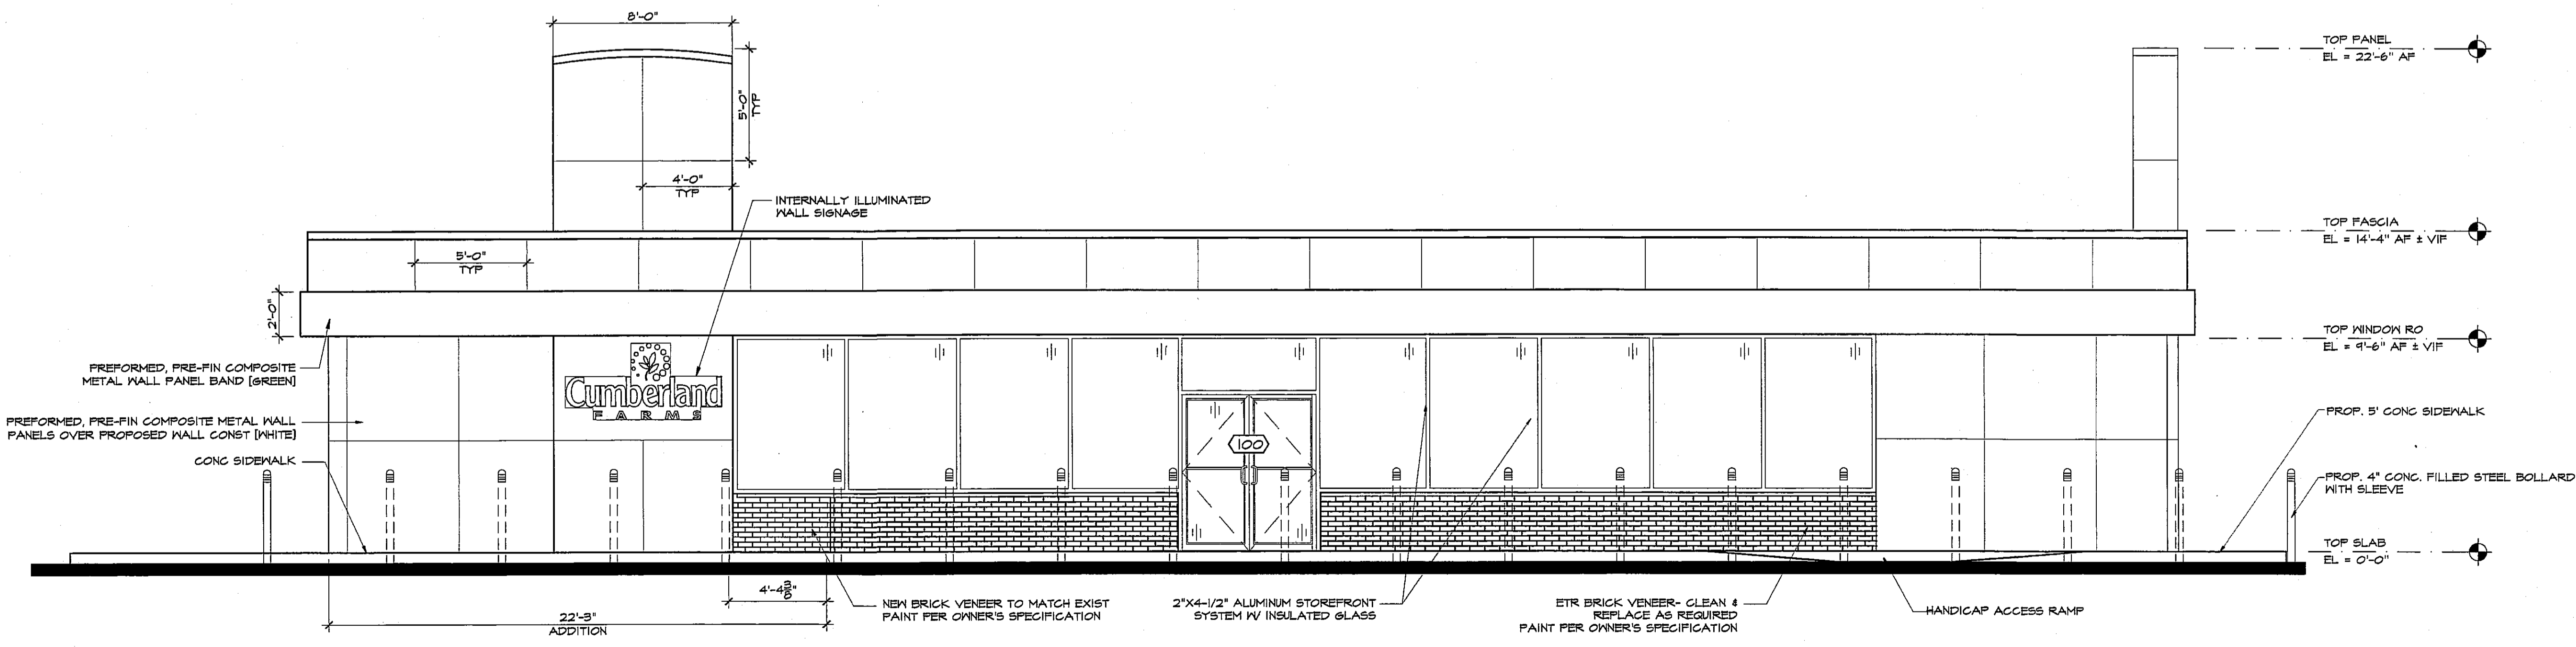 8'-0"
TOP PANEL
EL = 22'-6" AF
5'-0"
TYP
4'-0"
TYP
INTERNALLY ILLUMINATED
WALL SIGNAGE
TOP FASCIA
EL = 14'-4" AF ± VIF
5'-0"
TYP
2'-0"
TOP WINDOW RO
EL = 9'-6" AF ± VIF
PREFORMED, PRE-FIN COMPOSITE
METAL WALL PANEL BAND [GREEN]
Cumberland
FARMS
PREFORMED, PRE-FIN COMPOSITE METAL WALL
PANELS OVER PROPOSED WALL CONST [WHITE]
PROP. 5' CONC SIDEWALK
100
CONC SIDEWALK
PROP. 4" CONC. FILLED STEEL BOLLARD
WITH SLEEVE
TOP SLAB
EL = 0'-0"
4'-4 3/8"
NEW BRICK VENEER TO MATCH EXIST
PAINT PER OWNER'S SPECIFICATION
2"X4-1/2" ALUMINUM STOREFRONT
SYSTEM W/ INSULATED GLASS
ETR BRICK VENEER- CLEAN &
REPLACE AS REQUIRED
PAINT PER OWNER'S SPECIFICATION
HANDICAP ACCESS RAMP
22'-3"
ADDITION